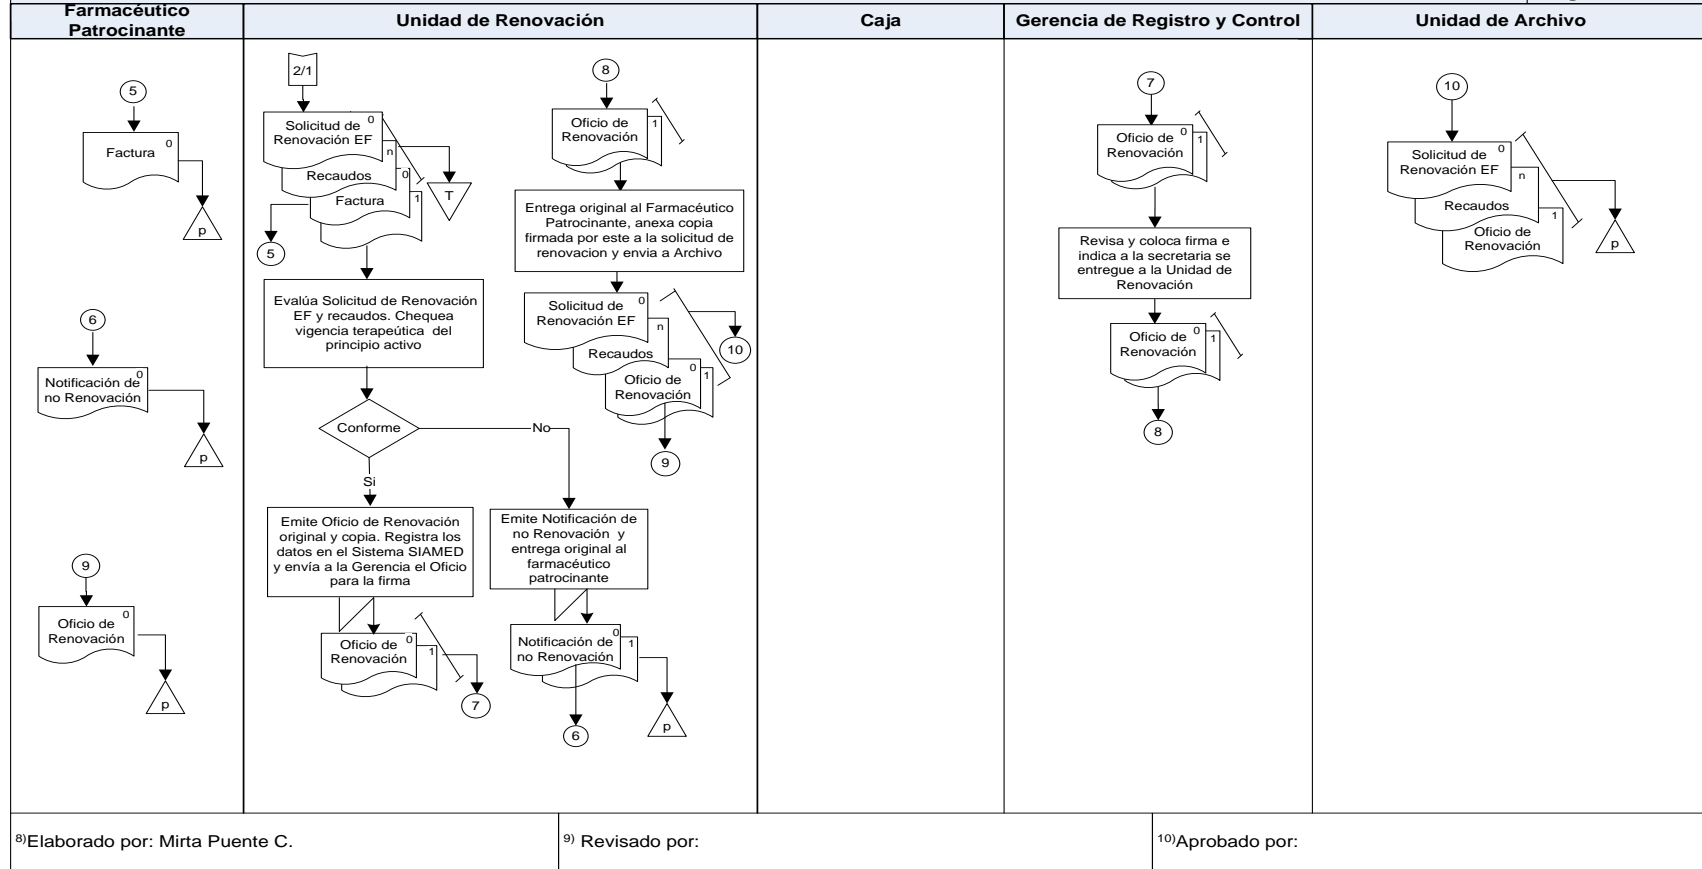 Farmacéutico
Patrocinante
Unidad de Renovación
Caja
Gerencia de Registro y Control
Unidad de Archivo
5
Factura
0
p
6
Notificación de
no Renovación
0
p
9
Oficio de
Renovación
0
p
2/1
Solicitud de
Renovación EF
0
n
Recaudos
0
Factura
1
T
5
Evalúa Solicitud de Renovación
EF y recaudos. Chequea
vigencia terapeútica del
principio activo
Conforme
No
Si
Emite Oficio de Renovación
original y copia. Registra los
datos en el Sistema SIAMED
y envía a la Gerencia el Oficio
para la firma
Oficio de
Renovación
0
1
7
Emite Notificación de
no Renovación y
entrega original al
farmacéutico
patrocinante
Notificación de
no Renovación
0
1
6
p
8
Oficio de
Renovación
0
1
Entrega original al Farmacéutico
Patrocinante, anexa copia
firmada por este a la solicitud de
renovacion y envia a Archivo
Solicitud de
Renovación EF
0
n
Recaudos
0
Oficio de
Renovación
1
10
9
7
Oficio de
Renovación
0
1
Revisa y coloca firma e
indica a la secretaria se
entregue a la Unidad de
Renovación
Oficio de
Renovación
0
1
8
10
Solicitud de
Renovación EF
0
n
Recaudos
1
Oficio de
Renovación
p
8)Elaborado por: Mirta Puente C.
9) Revisado por:
10)Aprobado por: